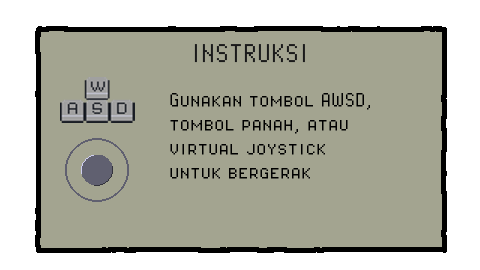 INSTRUKSI
W
A S D
GUNAKAN TOMBOL AWSD,
TOMBOL PANAH, ATAU
VIRTUAL JOYSTICK
UNTUK BERGERAK